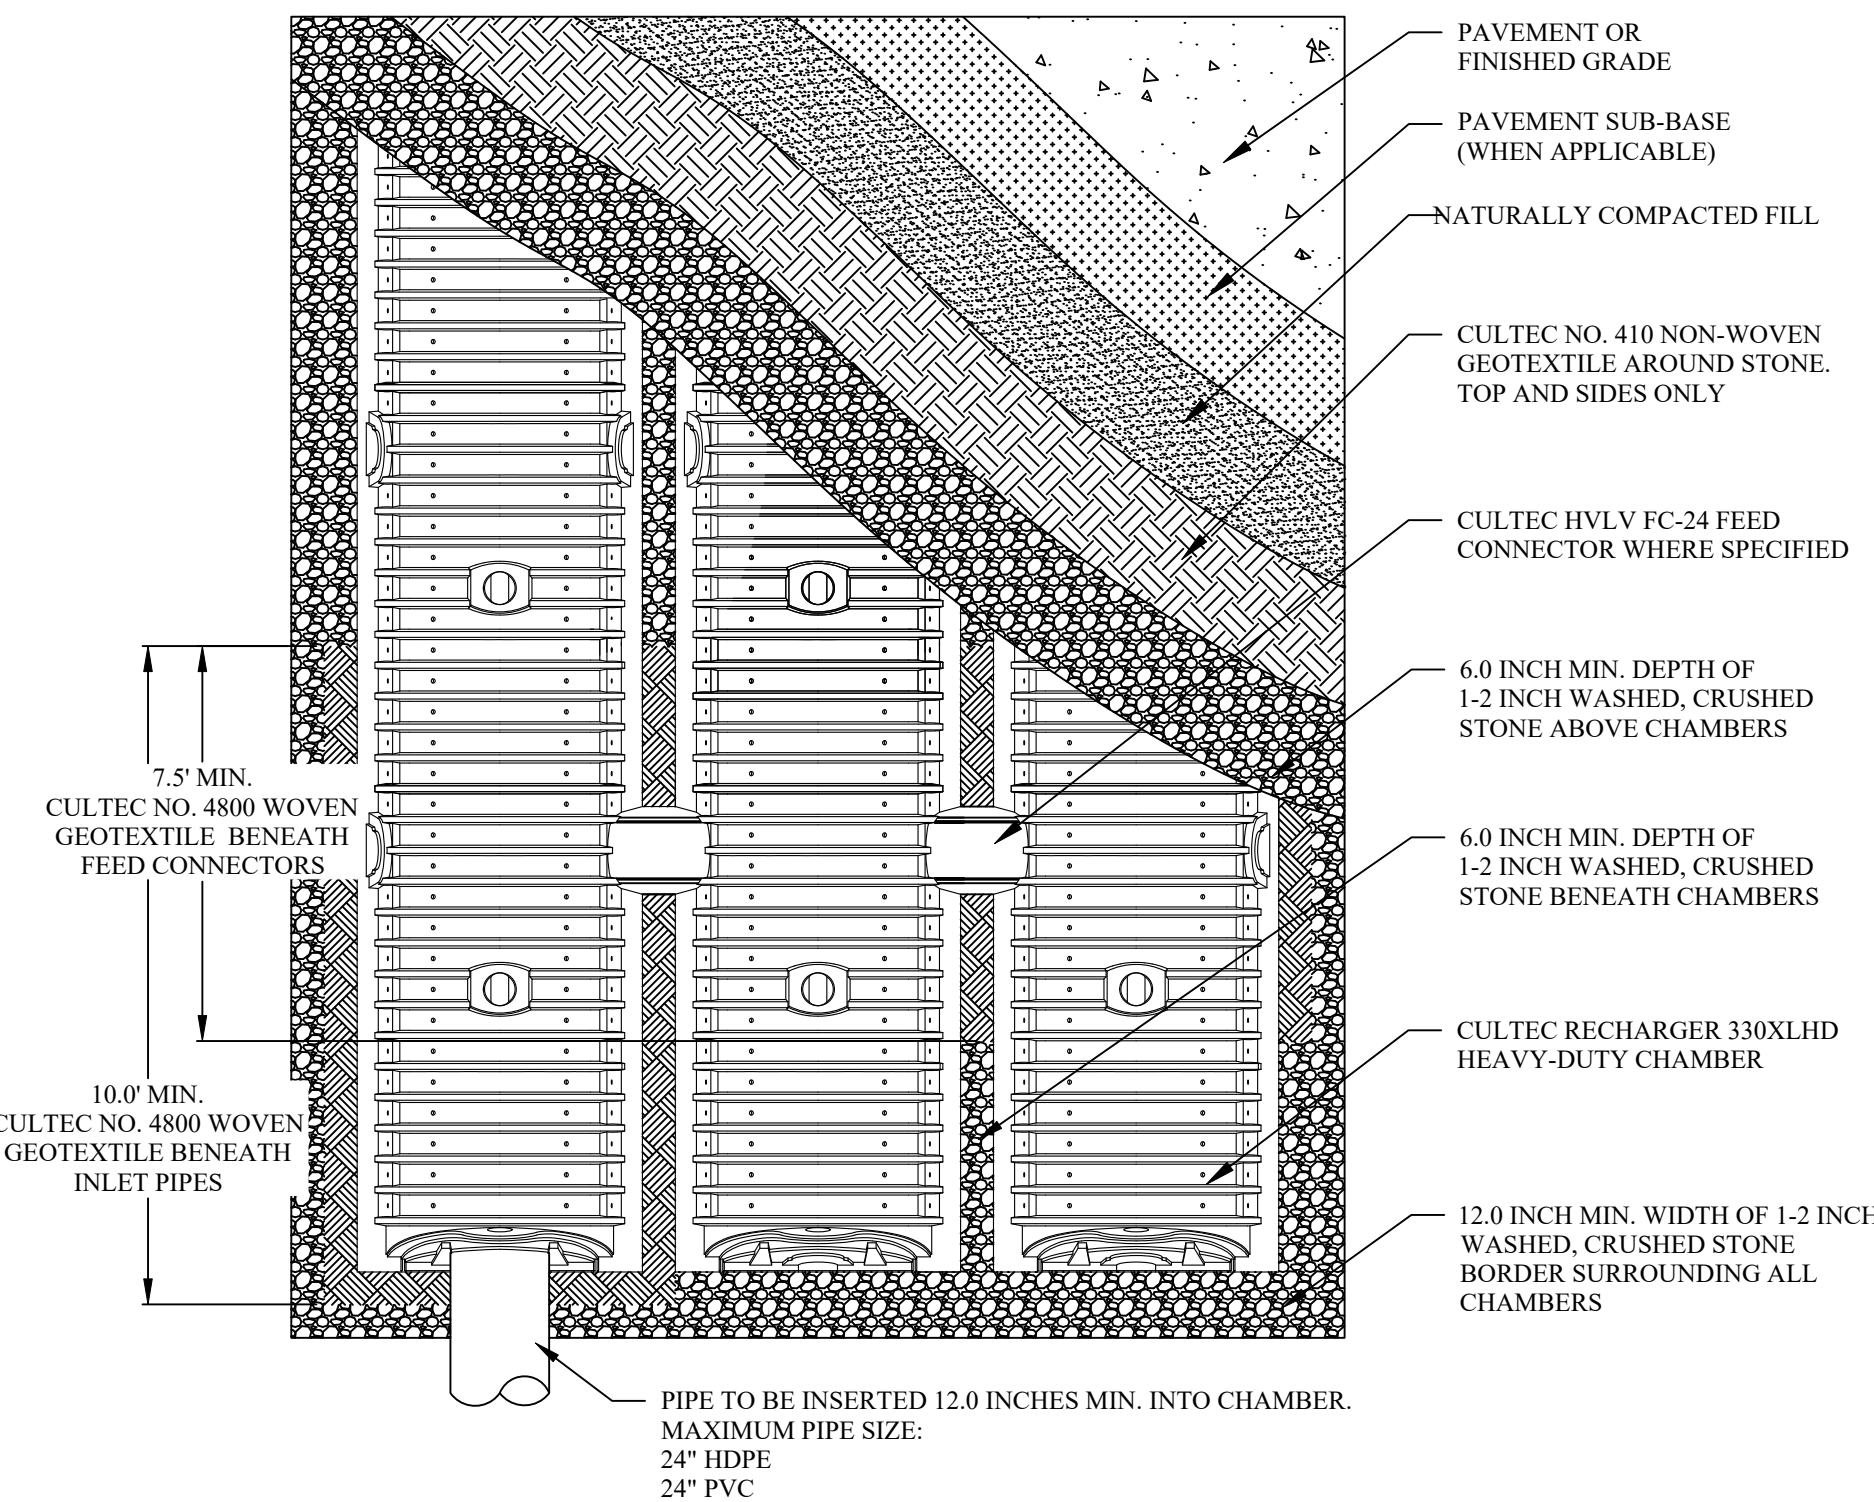 PAVEMENT OR
FINISHED GRADE
PAVEMENT SUB-BASE
(WHEN APPLICABLE)
NATURALLY COMPACTED FILL
CULTEC NO. 410 NON-WOVEN
GEOTEXTILE AROUND STONE.
TOP AND SIDES ONLY
CULTEC HVLV FC-24 FEED
CONNECTOR WHERE SPECIFIED
6.0 INCH MIN. DEPTH OF
1-2 INCH WASHED, CRUSHED
STONE ABOVE CHAMBERS
7.5' MIN.
CULTEC NO. 4800 WOVEN
GEOTEXTILE BENEATH
FEED CONNECTORS
6.0 INCH MIN. DEPTH OF
1-2 INCH WASHED, CRUSHED
STONE BENEATH CHAMBERS
CULTEC RECHARGER 330XLHD
HEAVY-DUTY CHAMBER
10.0' MIN.
CULTEC NO. 4800 WOVEN
GEOTEXTILE BENEATH
INLET PIPES
12.0 INCH MIN. WIDTH OF 1-2 INCH
WASHED, CRUSHED STONE
BORDER SURROUNDING ALL
CHAMBERS
PIPE TO BE INSERTED 12.0 INCHES MIN. INTO CHAMBER.
MAXIMUM PIPE SIZE:
24" HDPE
24" PVC